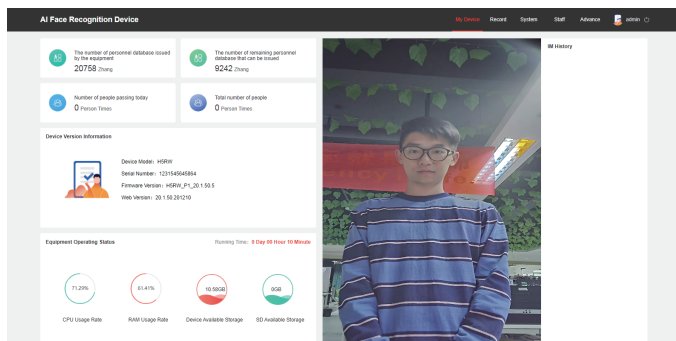 AI Face Recognition Device
My Device Record System Staff Advance admin
The number of personnel database issued
by the equipment
20758 Zhang
The number of remaining personnel
database that can be issued
9242 Zhang
Number of people passing today
0 Person Times
Total number of people
0 Person Times
IM History
Device Version Information
Device Model: H5RW
Serial Number: 1231545645864
Firmware Version: H5RW_P1_20.1.50.5
Web Version: 20.1.50.201210
Equipment Operating Status
Running Time: 0 Day 00 Hour 10 Minute
71.29%
CPU Usage Rate
61.41%
RAM Usage Rate
10.58GB
Device Available Storage
0GB
SD Available Storage